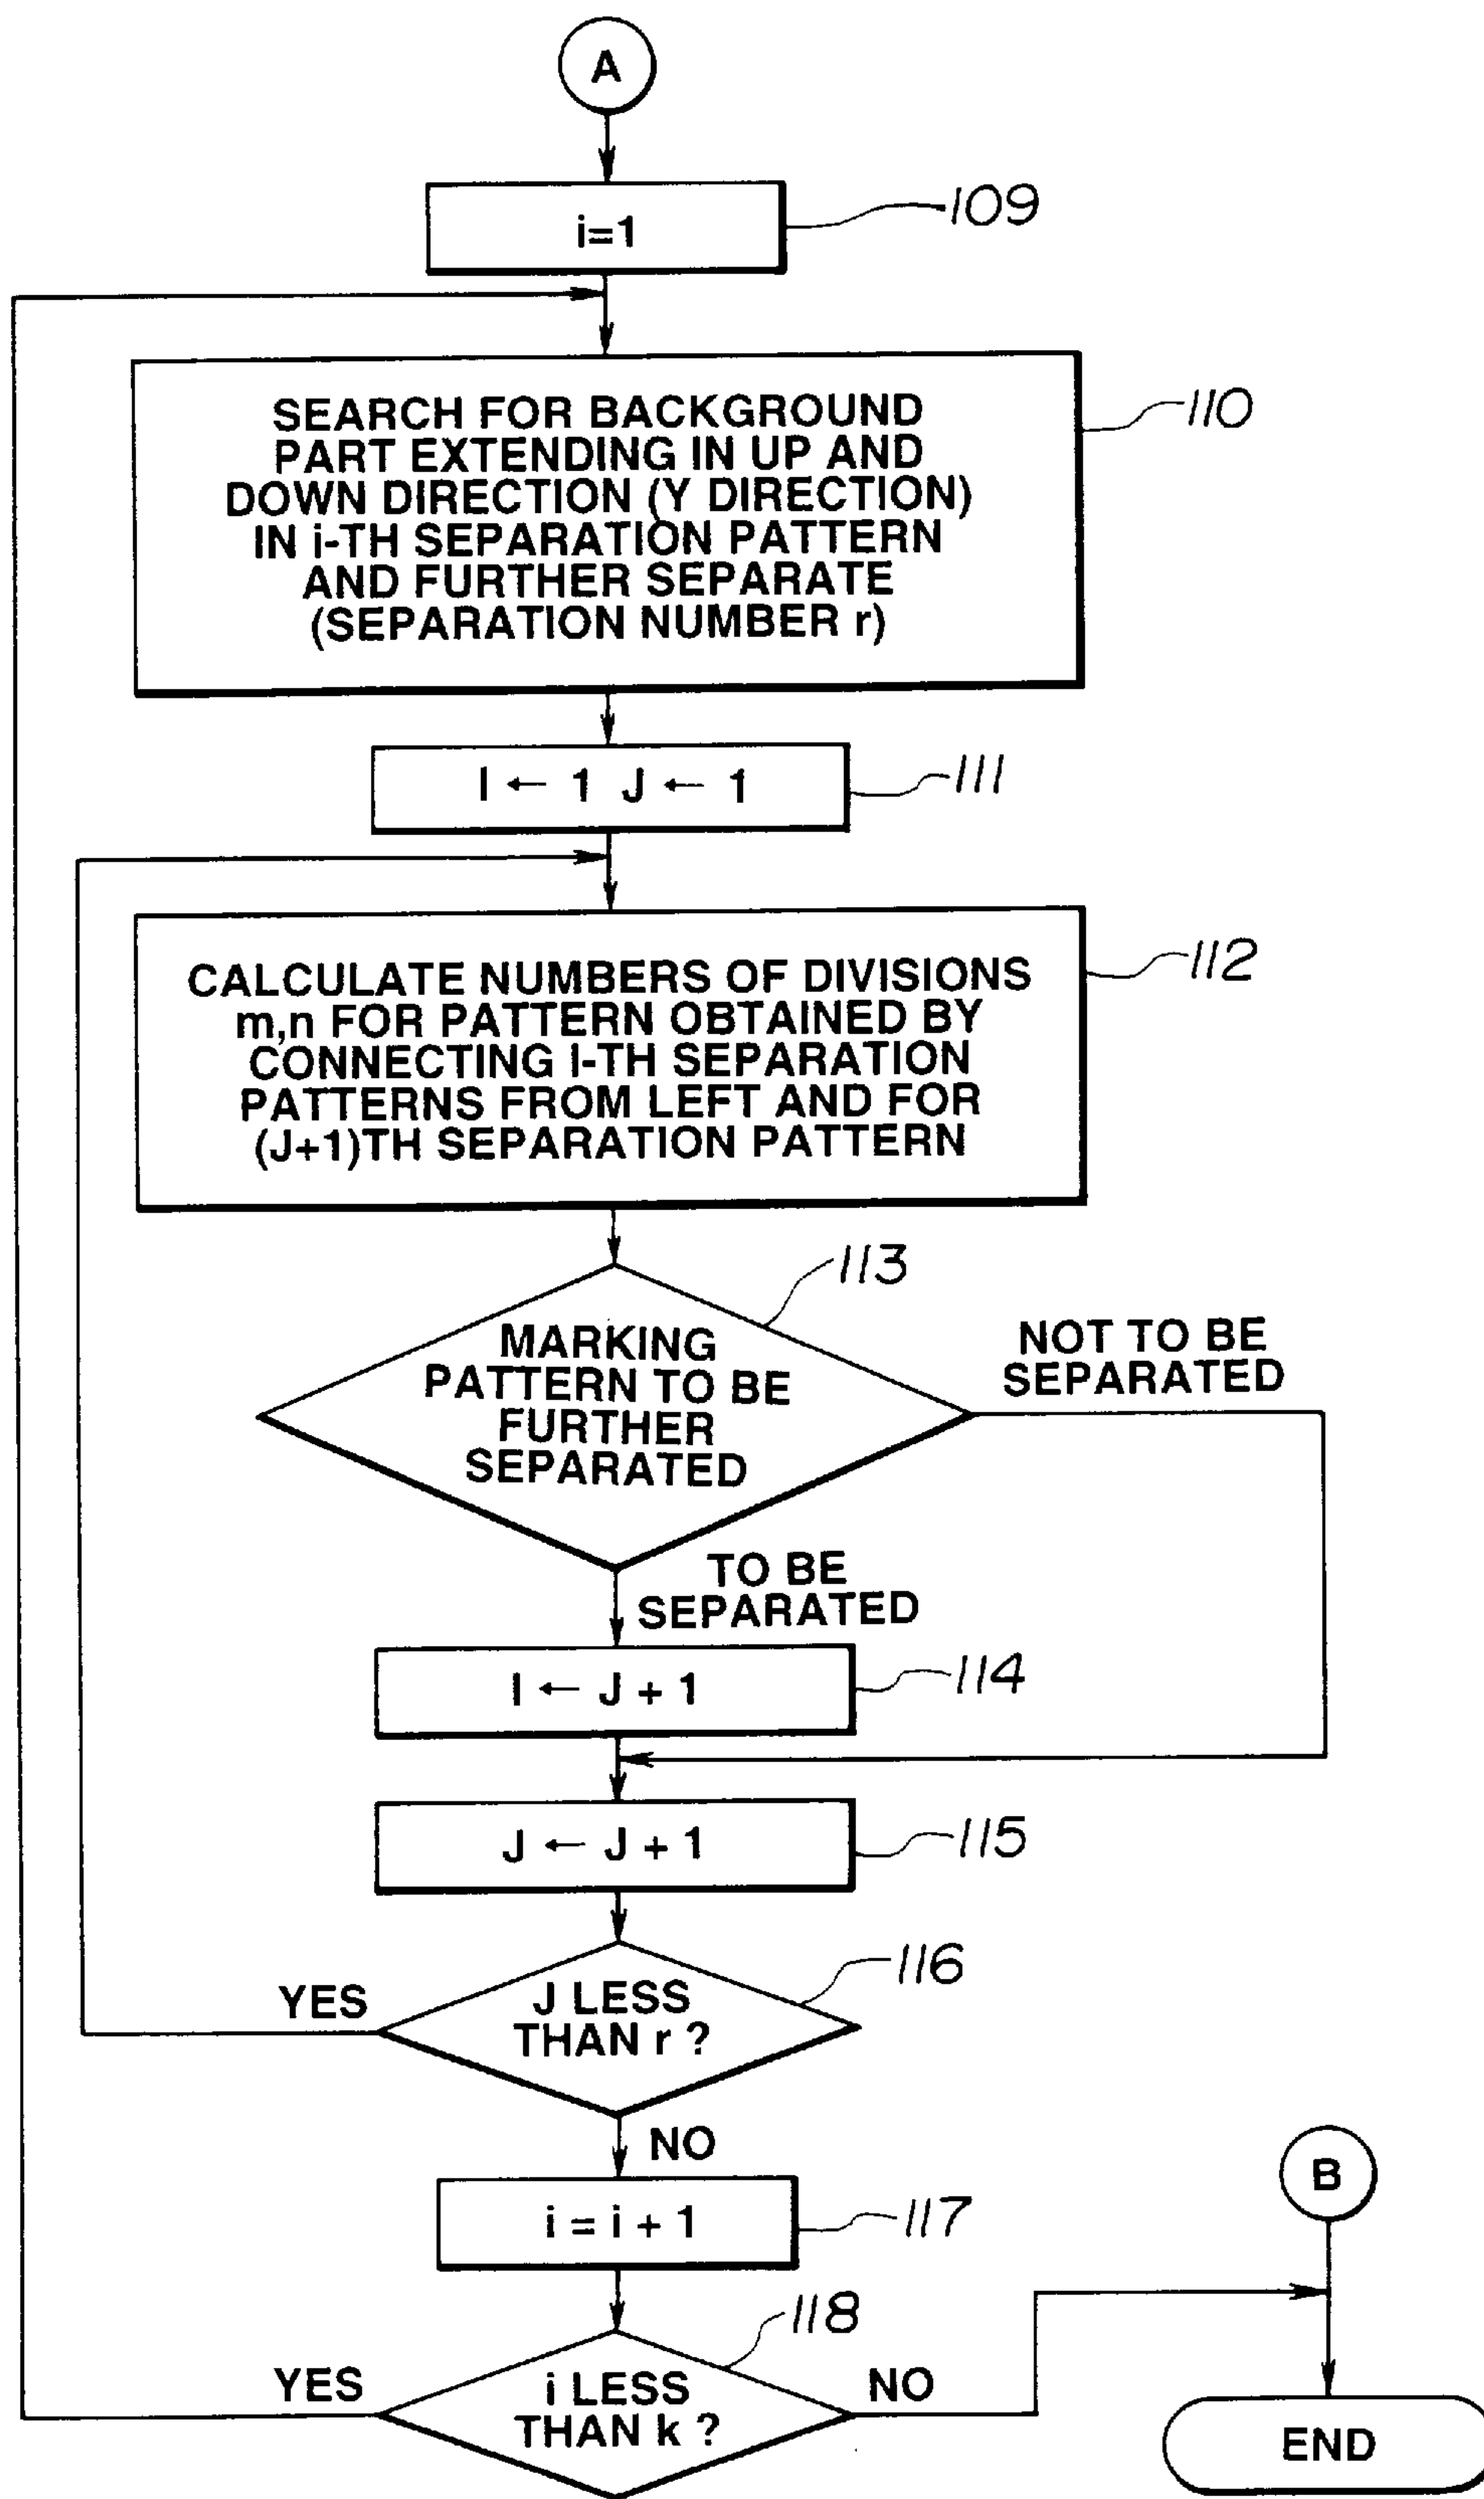 A
i=1
109
SEARCH FOR BACKGROUND
PART EXTENDING IN UP AND
DOWN DIRECTION (Y DIRECTION)
IN i-TH SEPARATION PATTERN
AND FURTHER SEPARATE
(SEPARATION NUMBER r)
110
I ← 1 J ← 1
111
CALCULATE NUMBERS OF DIVISIONS
m,n FOR PATTERN OBTAINED BY
CONNECTING I-TH SEPARATION
PATTERNS FROM LEFT AND FOR
(J+1)TH SEPARATION PATTERN
112
MARKING
PATTERN TO BE
FURTHER
SEPARATED
113
NOT TO BE
SEPARATED
TO BE
SEPARATED
I ← J + 1
114
J ← J + 1
115
J LESS
THAN r ?
116
YES
NO
i = i + 1
117
B
i LESS
THAN k ?
118
YES
NO
END